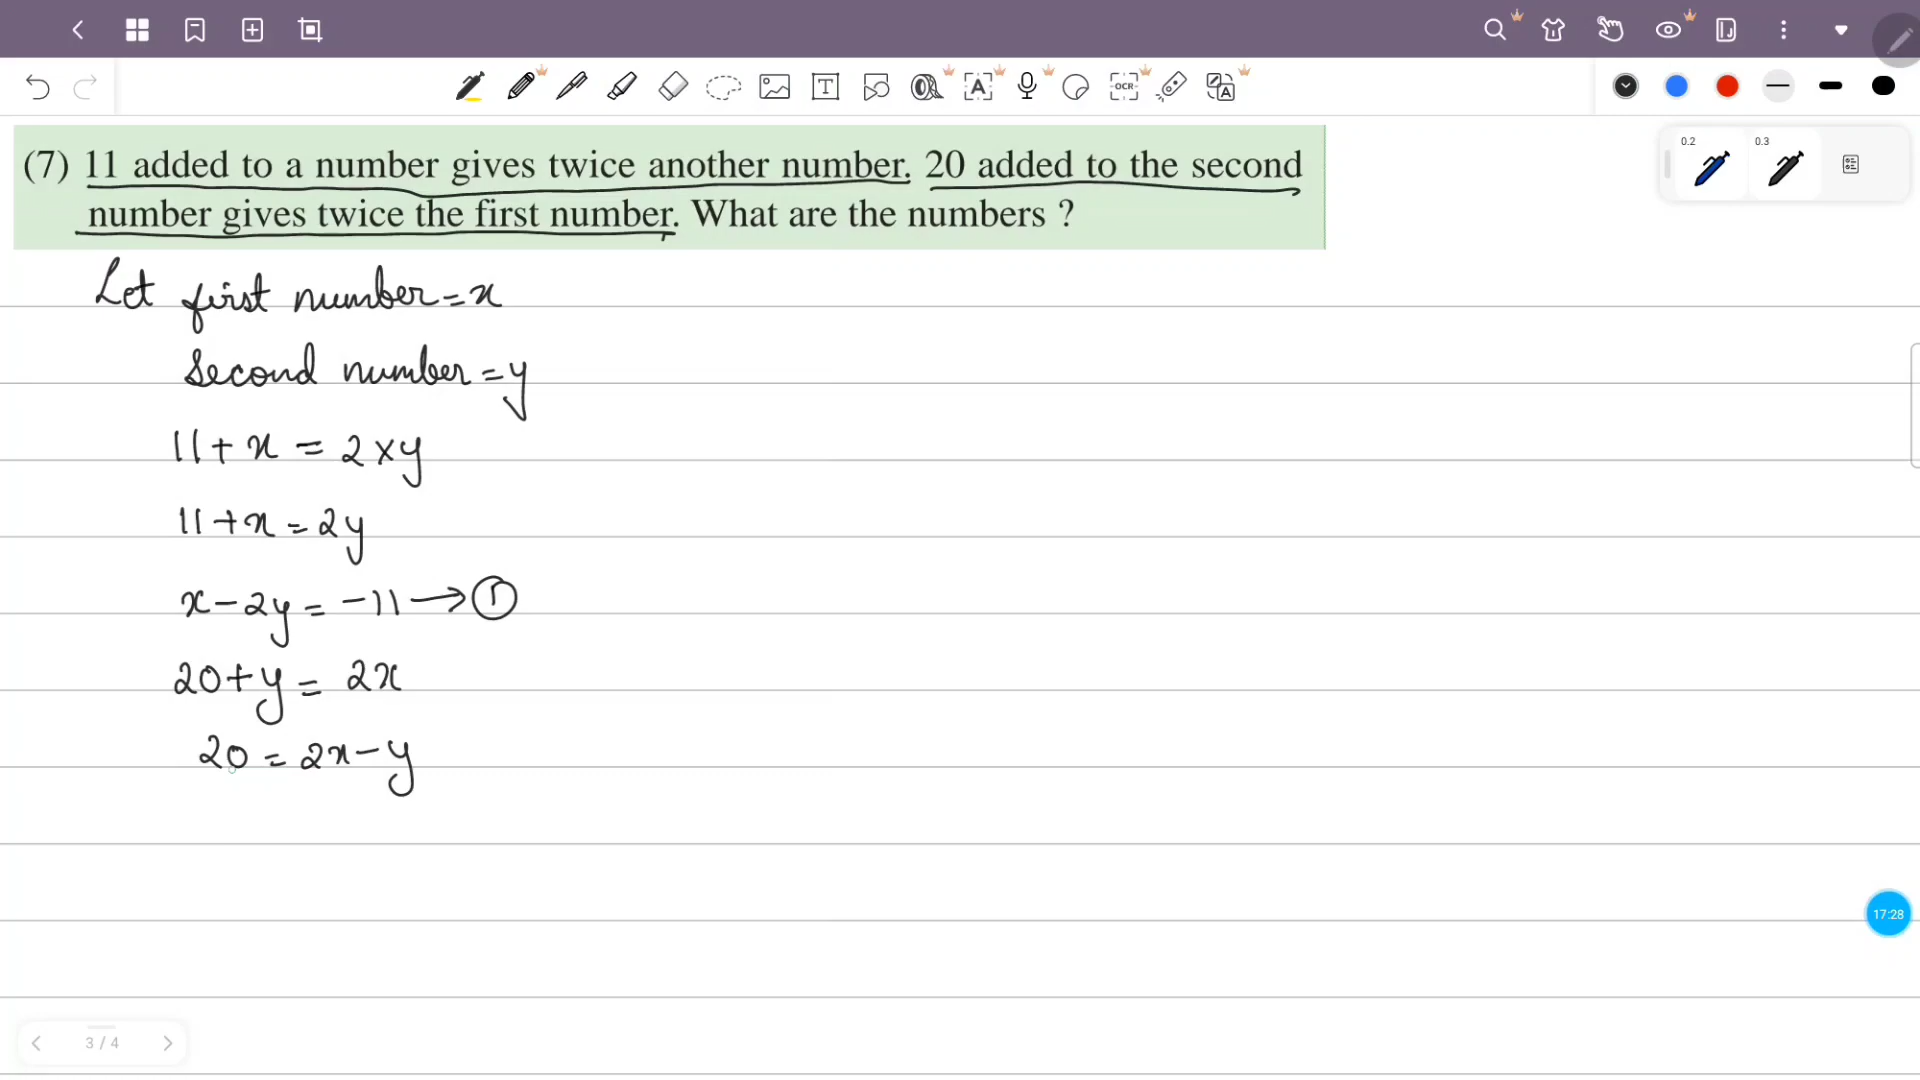 OCR
0.2
0.3
(7) 11 added to a number gives twice another number. 20 added to the second
number gives twice the first number. What are the numbers ?
Let first number = x
Second number = y
11 + x = 2 × y
11 + x = 2y
x - 2y = -11 → ①
20 + y = 2x
20 = 2x - y
17:28
3 / 4